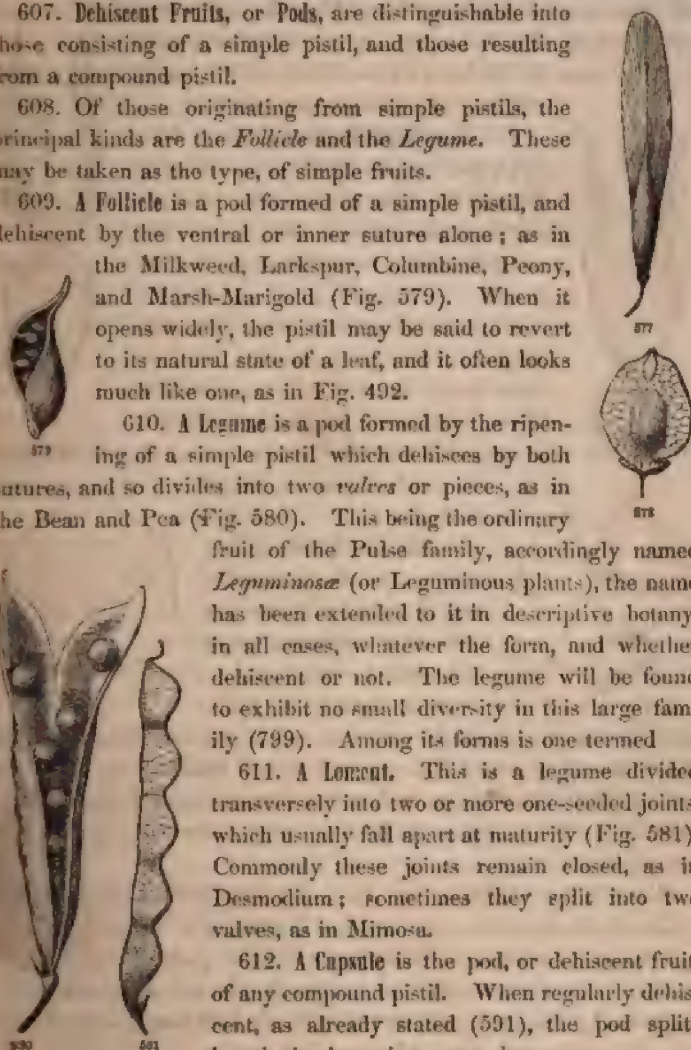 607. Dehiscent Fruits, or Pods, are distinguishable into
hose consisting of a simple pistil, and those resulting
rom a compound pistil.
608. Of those originating from simple pistils, the
rincipal kinds are the Follicle and the Legume. These
may be taken as the type, of simple fruits.
609. A Follicle is a pod formed of a simple pistil, and
dehiscent by the ventral or inner suture alone; as in
the Milkweed, Larkspur, Columbine, Peony,
and Marsh-Marigold (Fig. 579). When it
opens widely, the pistil may be said to revert
to its natural state of a leaf, and it often looks
much like one, as in Fig. 492.
610. A Legume is a pod formed by the ripen-
ing of a simple pistil which dehisces by both
utures, and so divides into two valves or pieces, as in
he Bean and Pea (Fig. 580). This being the ordinary
fruit of the Pulse family, accordingly named
Leguminosæ (or Leguminous plants), the name
has been extended to it in descriptive botany
in all cases, whatever the form, and whethe
dehiscent or not. The legume will be found
to exhibit no small diversity in this large fam
ily (799). Among its forms is one termed
611. A Loment. This is a legume divided
transversely into two or more one-seeded joints
which usually fall apart at maturity (Fig. 581)
Commonly these joints remain closed, as in
Desmodium; sometimes they split into two
valves, as in Mimosa.
612. A Capsule is the pod, or dehiscent fruit
of any compound pistil. When regularly dehis
cent, as already stated (591), the pod split
577
578
579
580
581